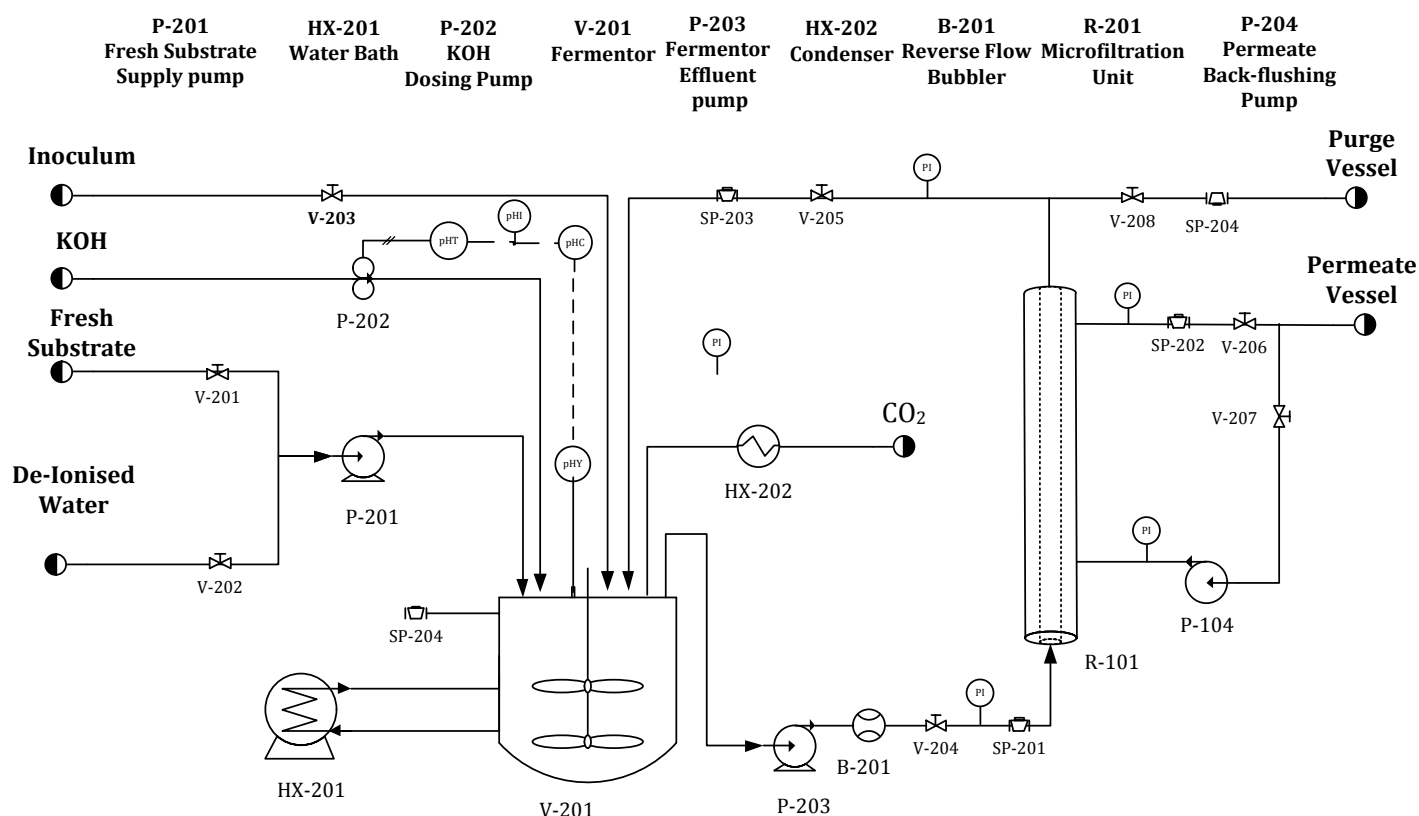 P-201
Fresh Substrate
Supply pump
HX-201
Water Bath
P-202
KOH
Dosing Pump
V-201
Fermentor
P-203
Fermentor
Effluent
pump
HX-202
Condenser
B-201
Reverse Flow
Bubbler
R-201
Microfiltration
Unit
P-204
Permeate
Back-flushing
Pump
Inoculum
V-203
KOH
P-202
pHT
pHI
pHC
Fresh
Substrate
V-201
De-Ionised
Water
V-202
P-201
pHY
SP-204
HX-201
V-201
SP-203
V-205
PI
V-208
SP-204
Purge
Vessel
PI
SP-202
V-206
Permeate
Vessel
V-207
PI
CO₂
HX-202
PI
P-104
R-101
P-203
B-201
V-204
PI
SP-201